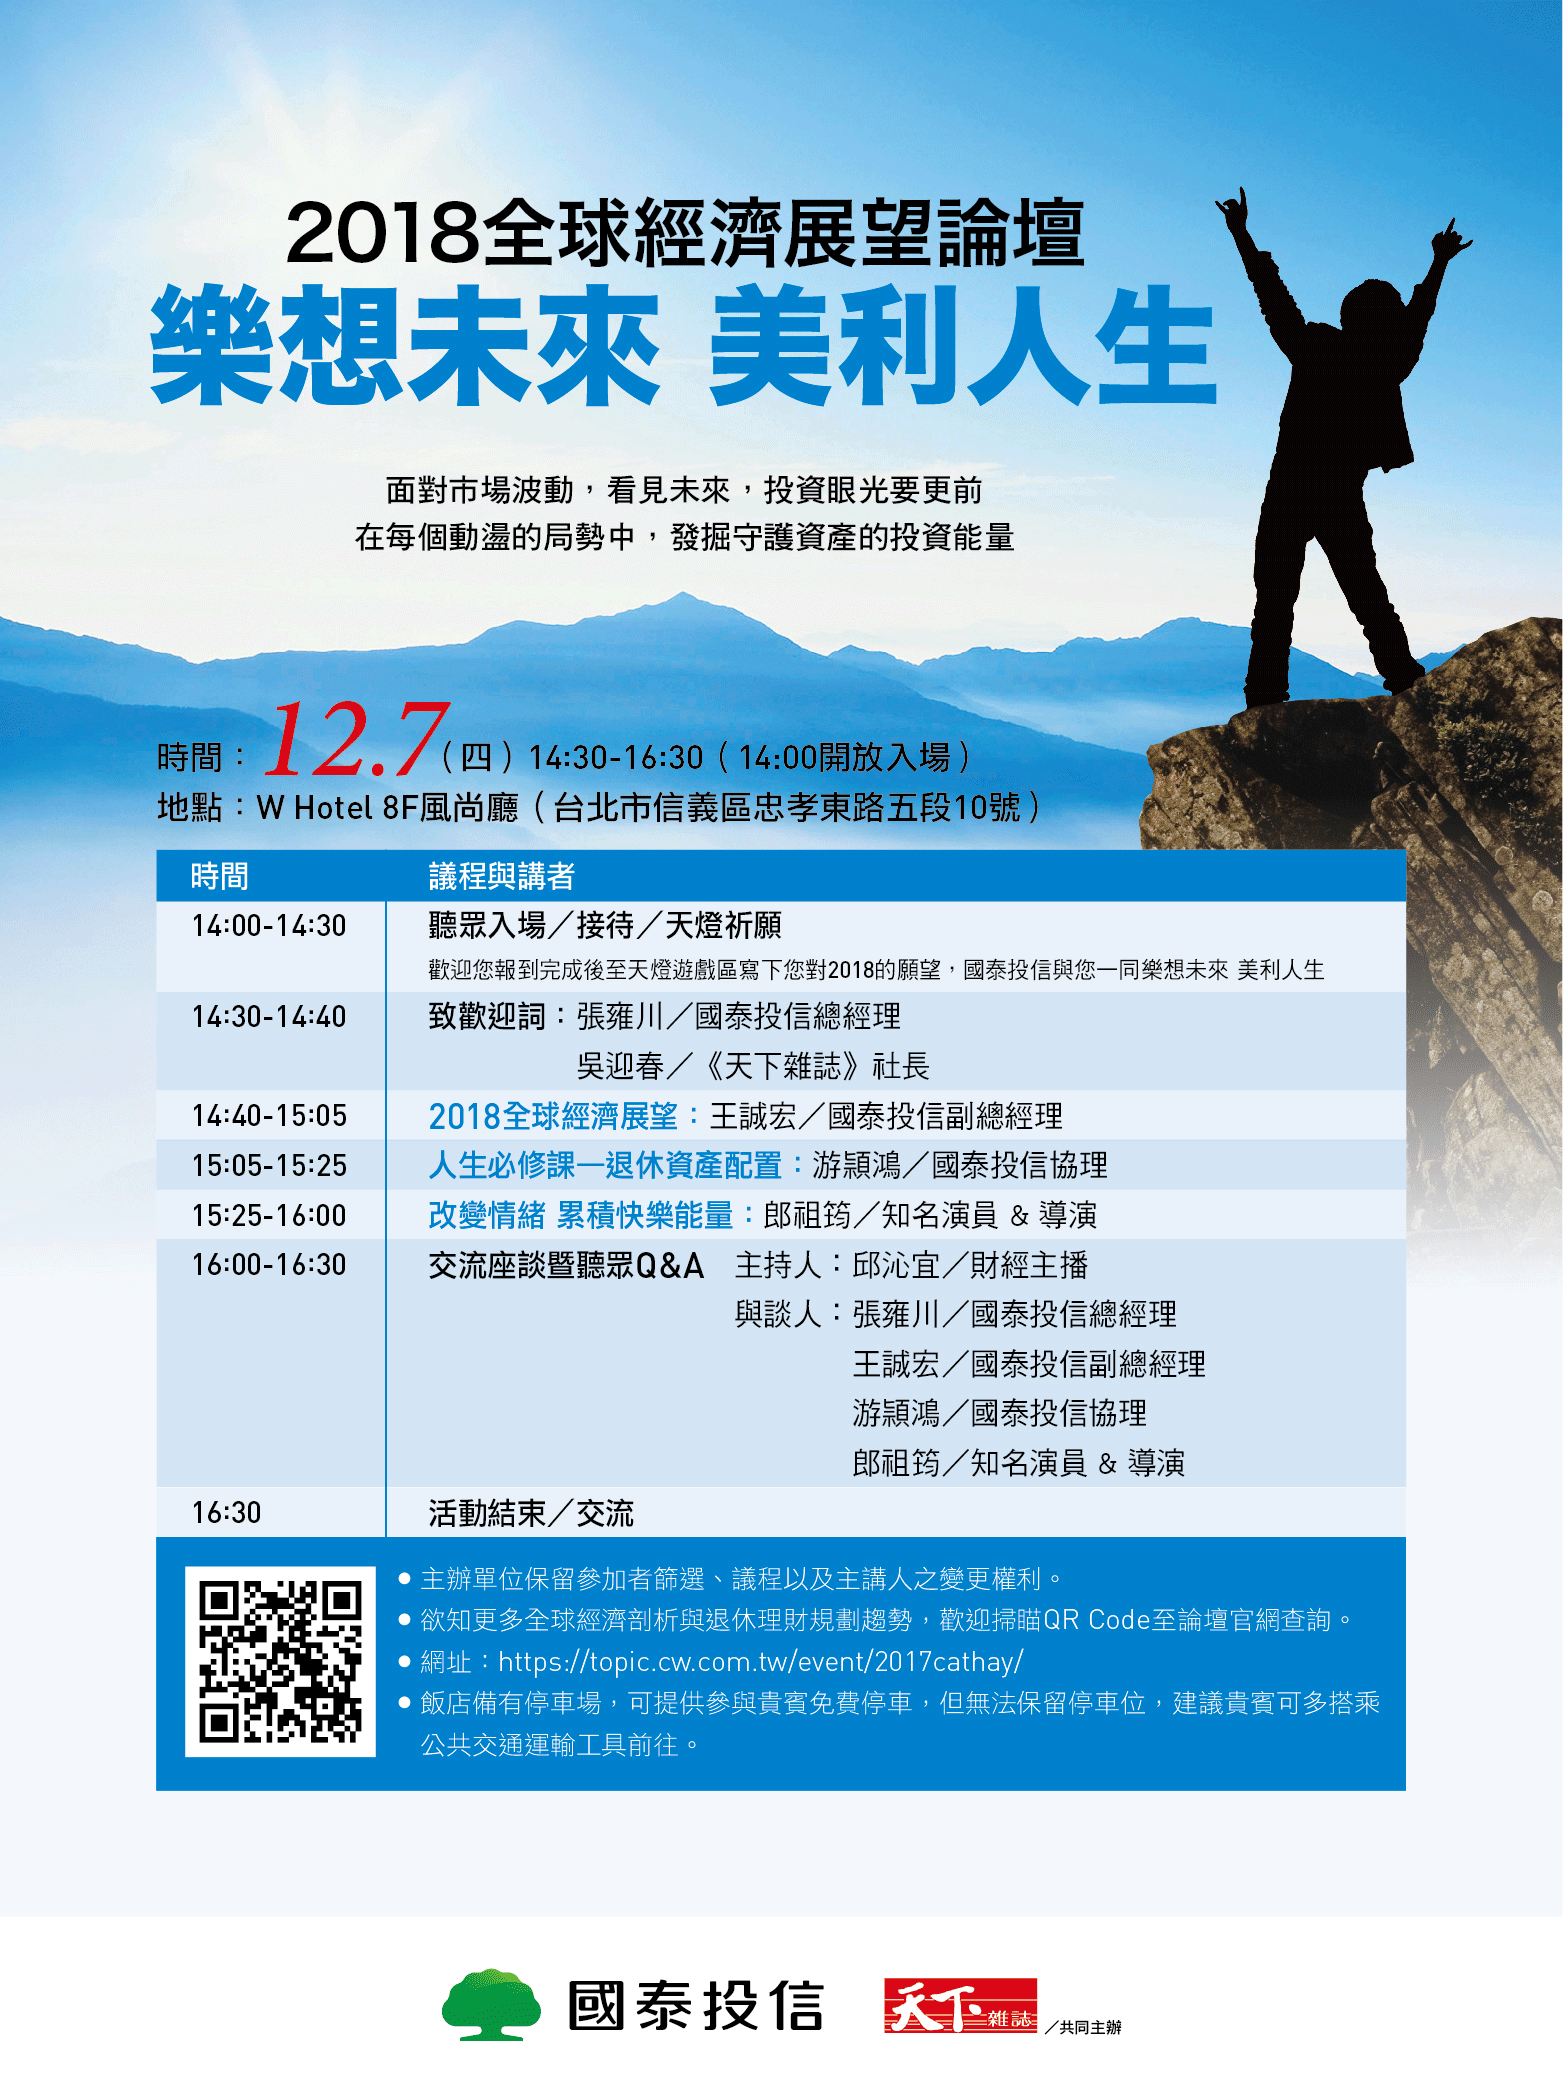 2018全球經濟展望論壇
樂想未來 美利人生
面對市場波動，看見未來，投資眼光要更前
在每個動盪的局勢中，發掘守護資產的投資能量
時間：12.7（四）14:30-16:30（14:00開放入場）
地點：W Hotel 8F風尚廳（台北市信義區忠孝東路五段10號）
時間 議程與講者
14:00-14:30 聽眾入場／接待／天燈祈願
歡迎您報到完成後至天燈遊戲區寫下您對2018的願望，國泰投信與您一同樂想未來 美利人生
14:30-14:40 致歡迎詞：張雍川／國泰投信總經理
吳迎春／《天下雜誌》社長
14:40-15:05 2018全球經濟展望：王誠宏／國泰投信副總經理
15:05-15:25 人生必修課—退休資產配置：游顥鴻／國泰投信協理
15:25-16:00 改變情緒 累積快樂能量：郎祖筠／知名演員 & 導演
16:00-16:30 交流座談暨聽眾Q&A 主持人：邱沁宜／財經主播
與談人：張雍川／國泰投信總經理
王誠宏／國泰投信副總經理
游顥鴻／國泰投信協理
郎祖筠／知名演員 & 導演
16:30 活動結束／交流
● 主辦單位保留參加者篩選、議程以及主講人之變更權利。
● 欲知更多全球經濟剖析與退休理財規劃趨勢，歡迎掃瞄QR Code至論壇官網查詢。
● 網址：https://topic.cw.com.tw/event/2017cathay/
● 飯店備有停車場，可提供參與貴賓免費停車，但無法保留停車位，建議貴賓可多搭乘
公共交通運輸工具前往。
國泰投信 天下雜誌／共同主辦